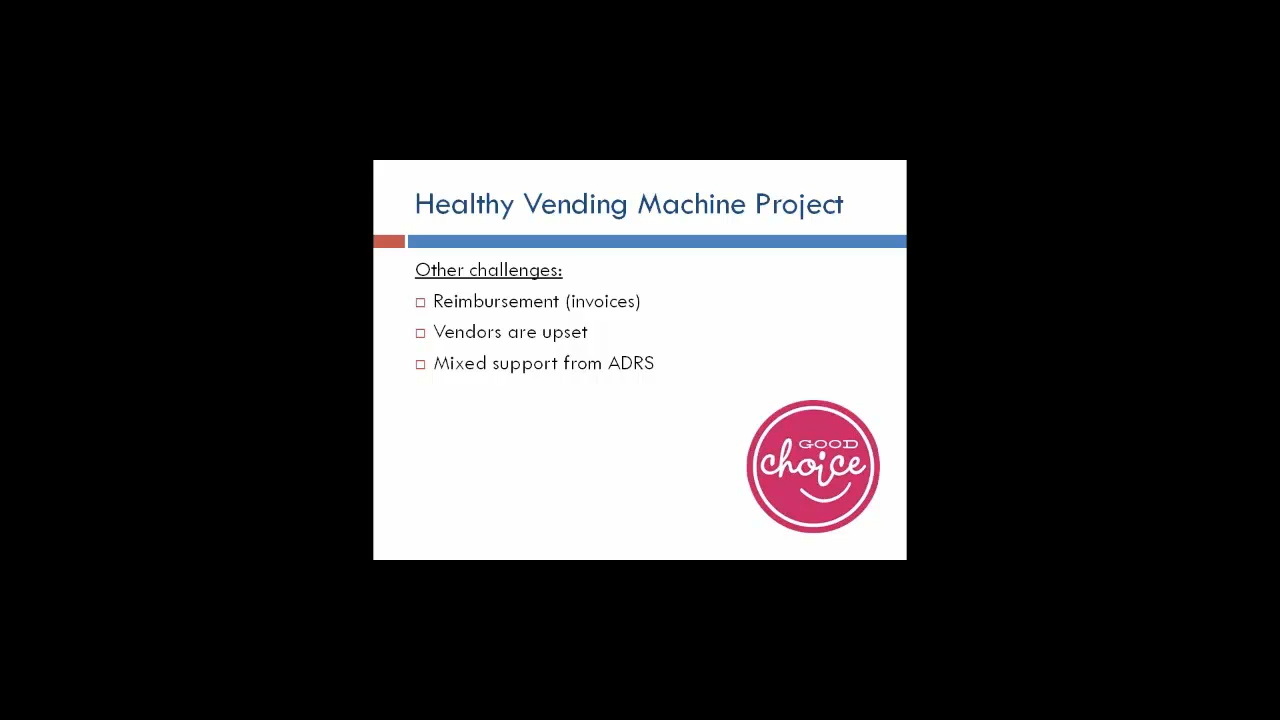 Healthy Vending Machine Project
Other challenges:
Reimbursement (invoices)
Vendors are upset
Mixed support from ADRS
GOOD
choice